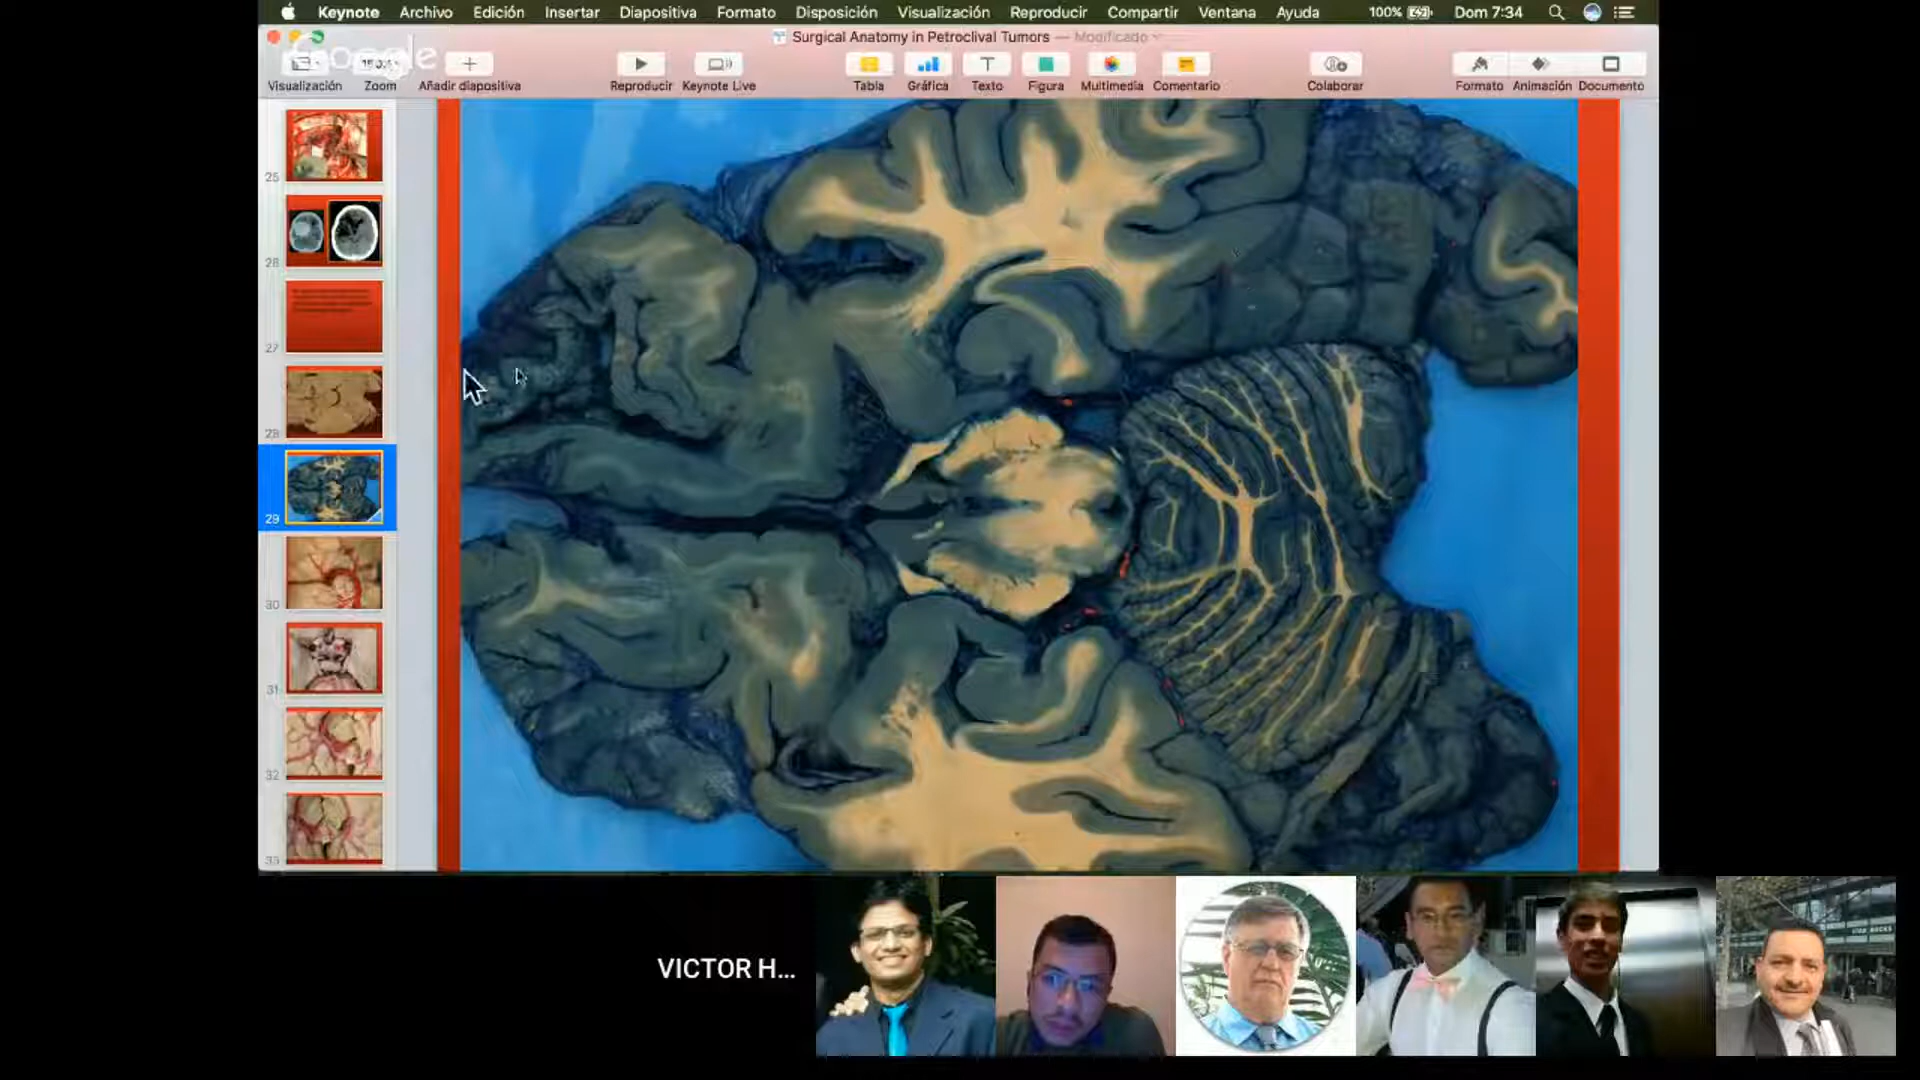 Keynote Archivo Edición Insertar Diapositiva Formato Disposición Visualización Reproducir Compartir Ventana Ayuda 100% Dom 7:34
Surgical Anatomy in Petroclival Tumors — Modificado
Google
Visualización Zoom Añadir diapositiva Reproducir Keynote Live Tabla Gráfica Texto Figura Multimedia Comentario Colaborar Formato Animación Documento
25
26
27
28
29
30
31
32
33
VICTOR H...